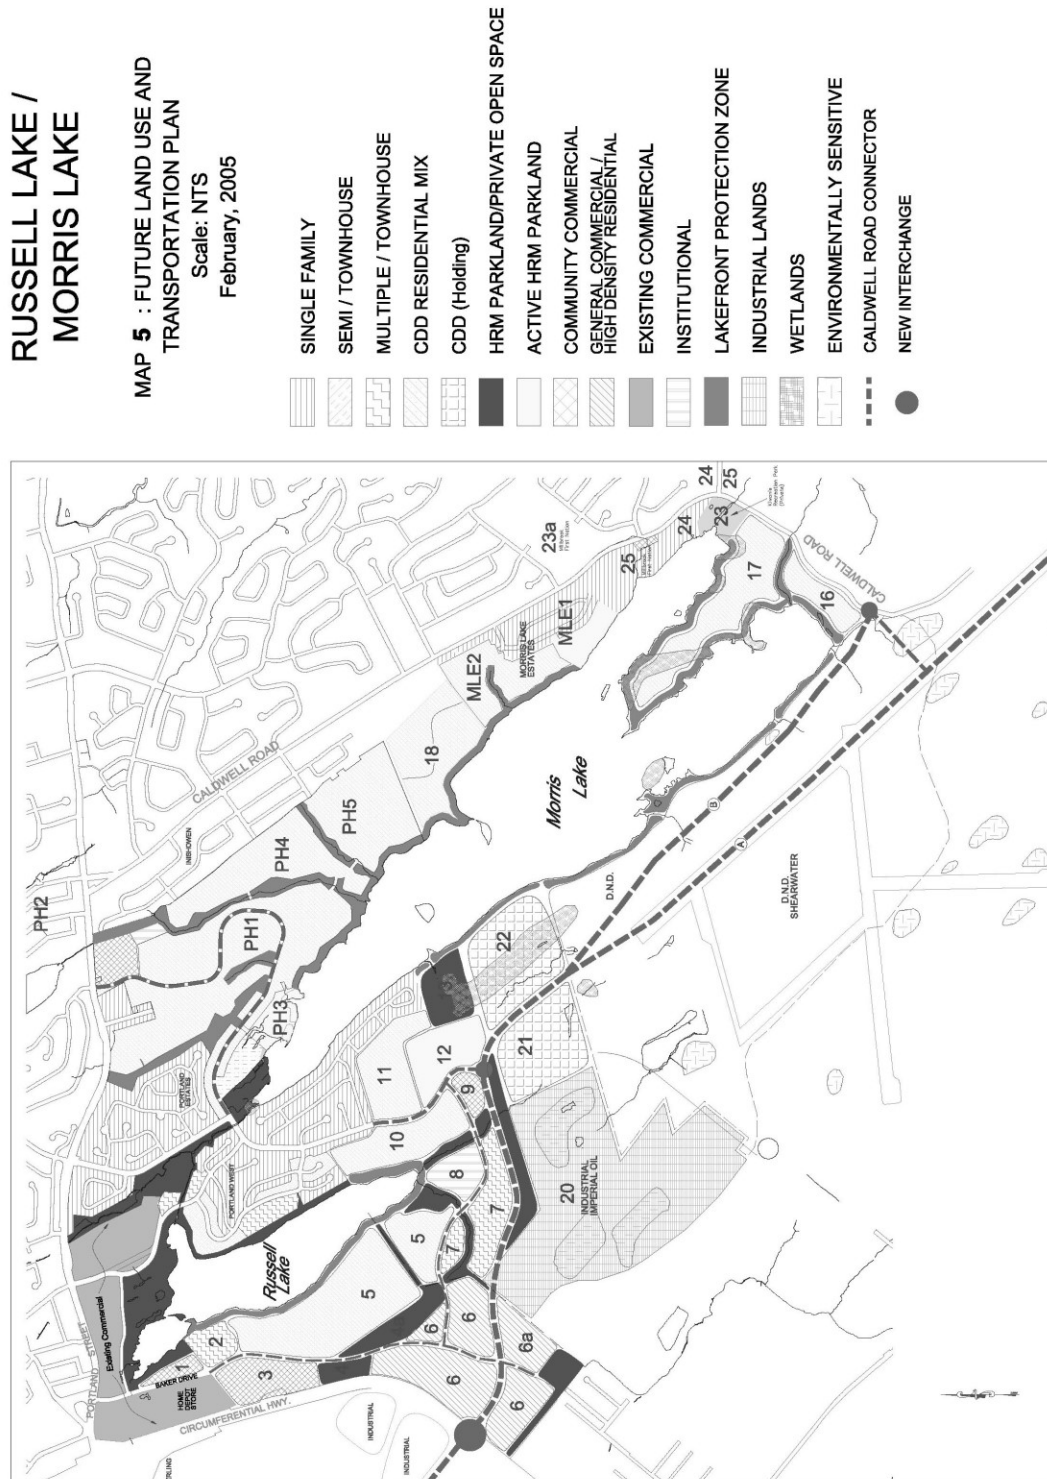 RUSSELL LAKE /
MORRIS LAKE
MAP 5 : FUTURE LAND USE AND
TRANSPORTATION PLAN
Scale: NTS
February, 2005
SINGLE FAMILY
SEMI / TOWNHOUSE
MULTIPLE / TOWNHOUSE
CDD RESIDENTIAL MIX
CDD (Holding)
HRM PARKLAND/PRIVATE OPEN SPACE
ACTIVE HRM PARKLAND
COMMUNITY COMMERCIAL
GENERAL COMMERCIAL /
HIGH DENSITY RESIDENTIAL
EXISTING COMMERCIAL
INSTITUTIONAL
LAKEFRONT PROTECTION ZONE
INDUSTRIAL LANDS
WETLANDS
ENVIRONMENTALLY SENSITIVE
CALDWELL ROAD CONNECTOR
NEW INTERCHANGE
PH2
INISHOWEN
CALDWELL ROAD
PH4
PH5
PH1
PH3
18
MLE2
MORRIS LAKE
ESTATES
MLE1
23a
25
24
24
25
23
17
16
CALDWELL ROAD
Morris
Lake
PORTLAND
ESTATES
PORTLAND WEST
Russell
Lake
PORTLAND
STREET
Existing Commercial
BAKER DRIVE
HOME
DEPOT
STORE
CIRCUMFERENTIAL HWY.
INDUSTRIAL
INDUSTRIAL
1
2
3
5
5
6
6
6
6
6a
7
7
8
9
10
11
12
20
INDUSTRIAL
IMPERIAL OIL
21
22
D.N.D.
D.N.D.
SHEARWATER
A
B